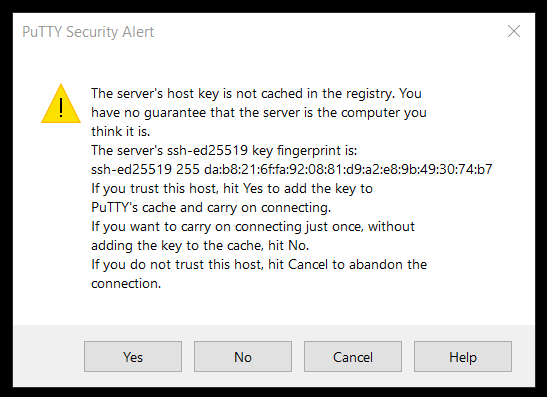 PuTTY Security Alert
The server's host key is not cached in the registry. You
have no guarantee that the server is the computer you
think it is.
The server's ssh-ed25519 key fingerprint is:
ssh-ed25519 255 da:b8:21:6f:fa:92:08:81:d9:a2:e8:9b:49:30:74:b7
If you trust this host, hit Yes to add the key to
PuTTY's cache and carry on connecting.
If you want to carry on connecting just once, without
adding the key to the cache, hit No.
If you do not trust this host, hit Cancel to abandon the
connection.
Yes
No
Cancel
Help